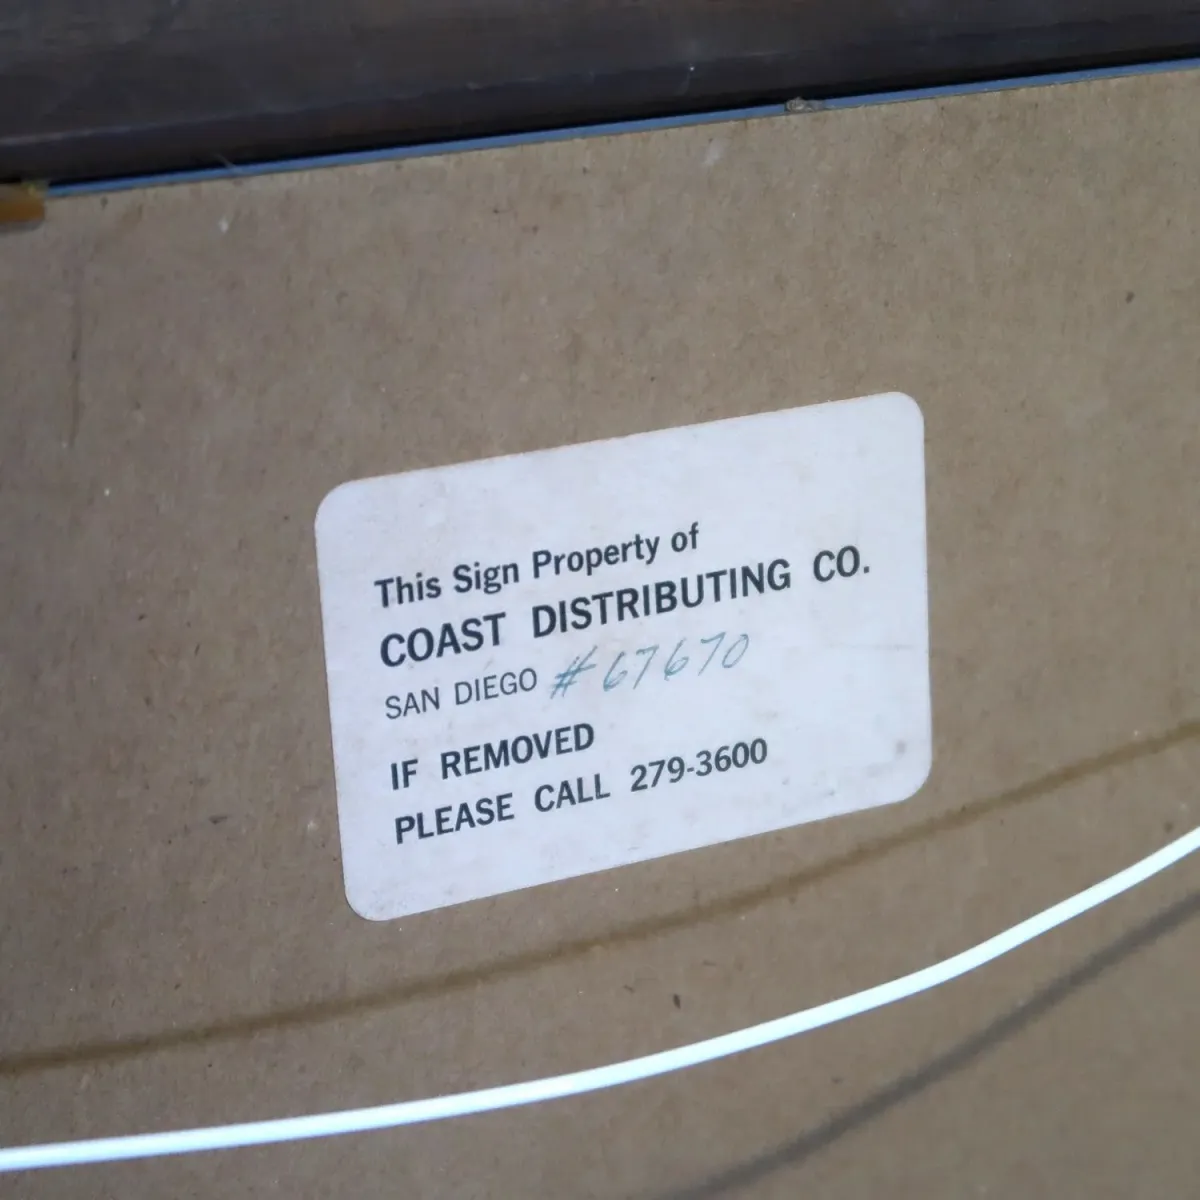 This Sign Property of
COAST DISTRIBUTING CO.
SAN DIEGO #67670
IF REMOVED
PLEASE CALL 279-3600